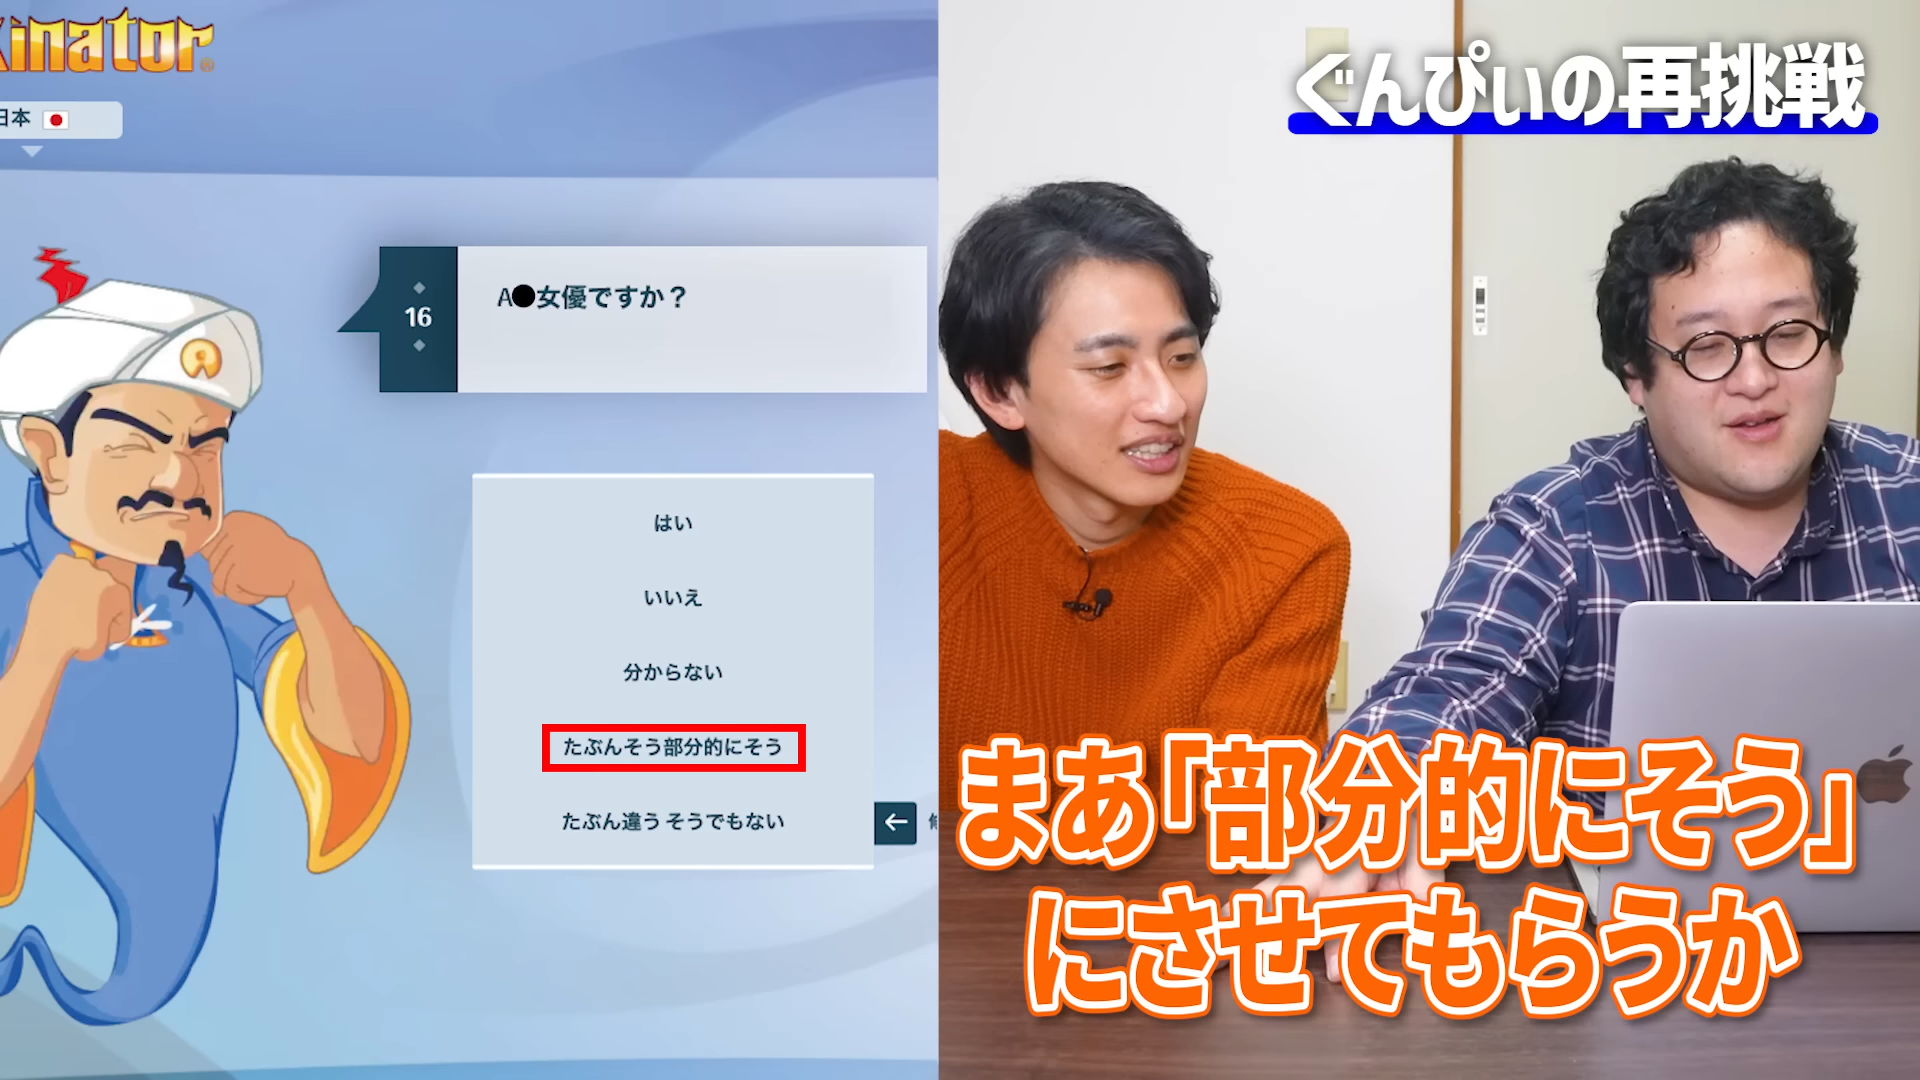 kinator®
日本
16
A●女優ですか？
はい
いいえ
分からない
たぶんそう部分的にそう
たぶん違う そうでもない
ぐんぴぃの再挑戦
まあ「部分的にそう」
にさせてもらうか